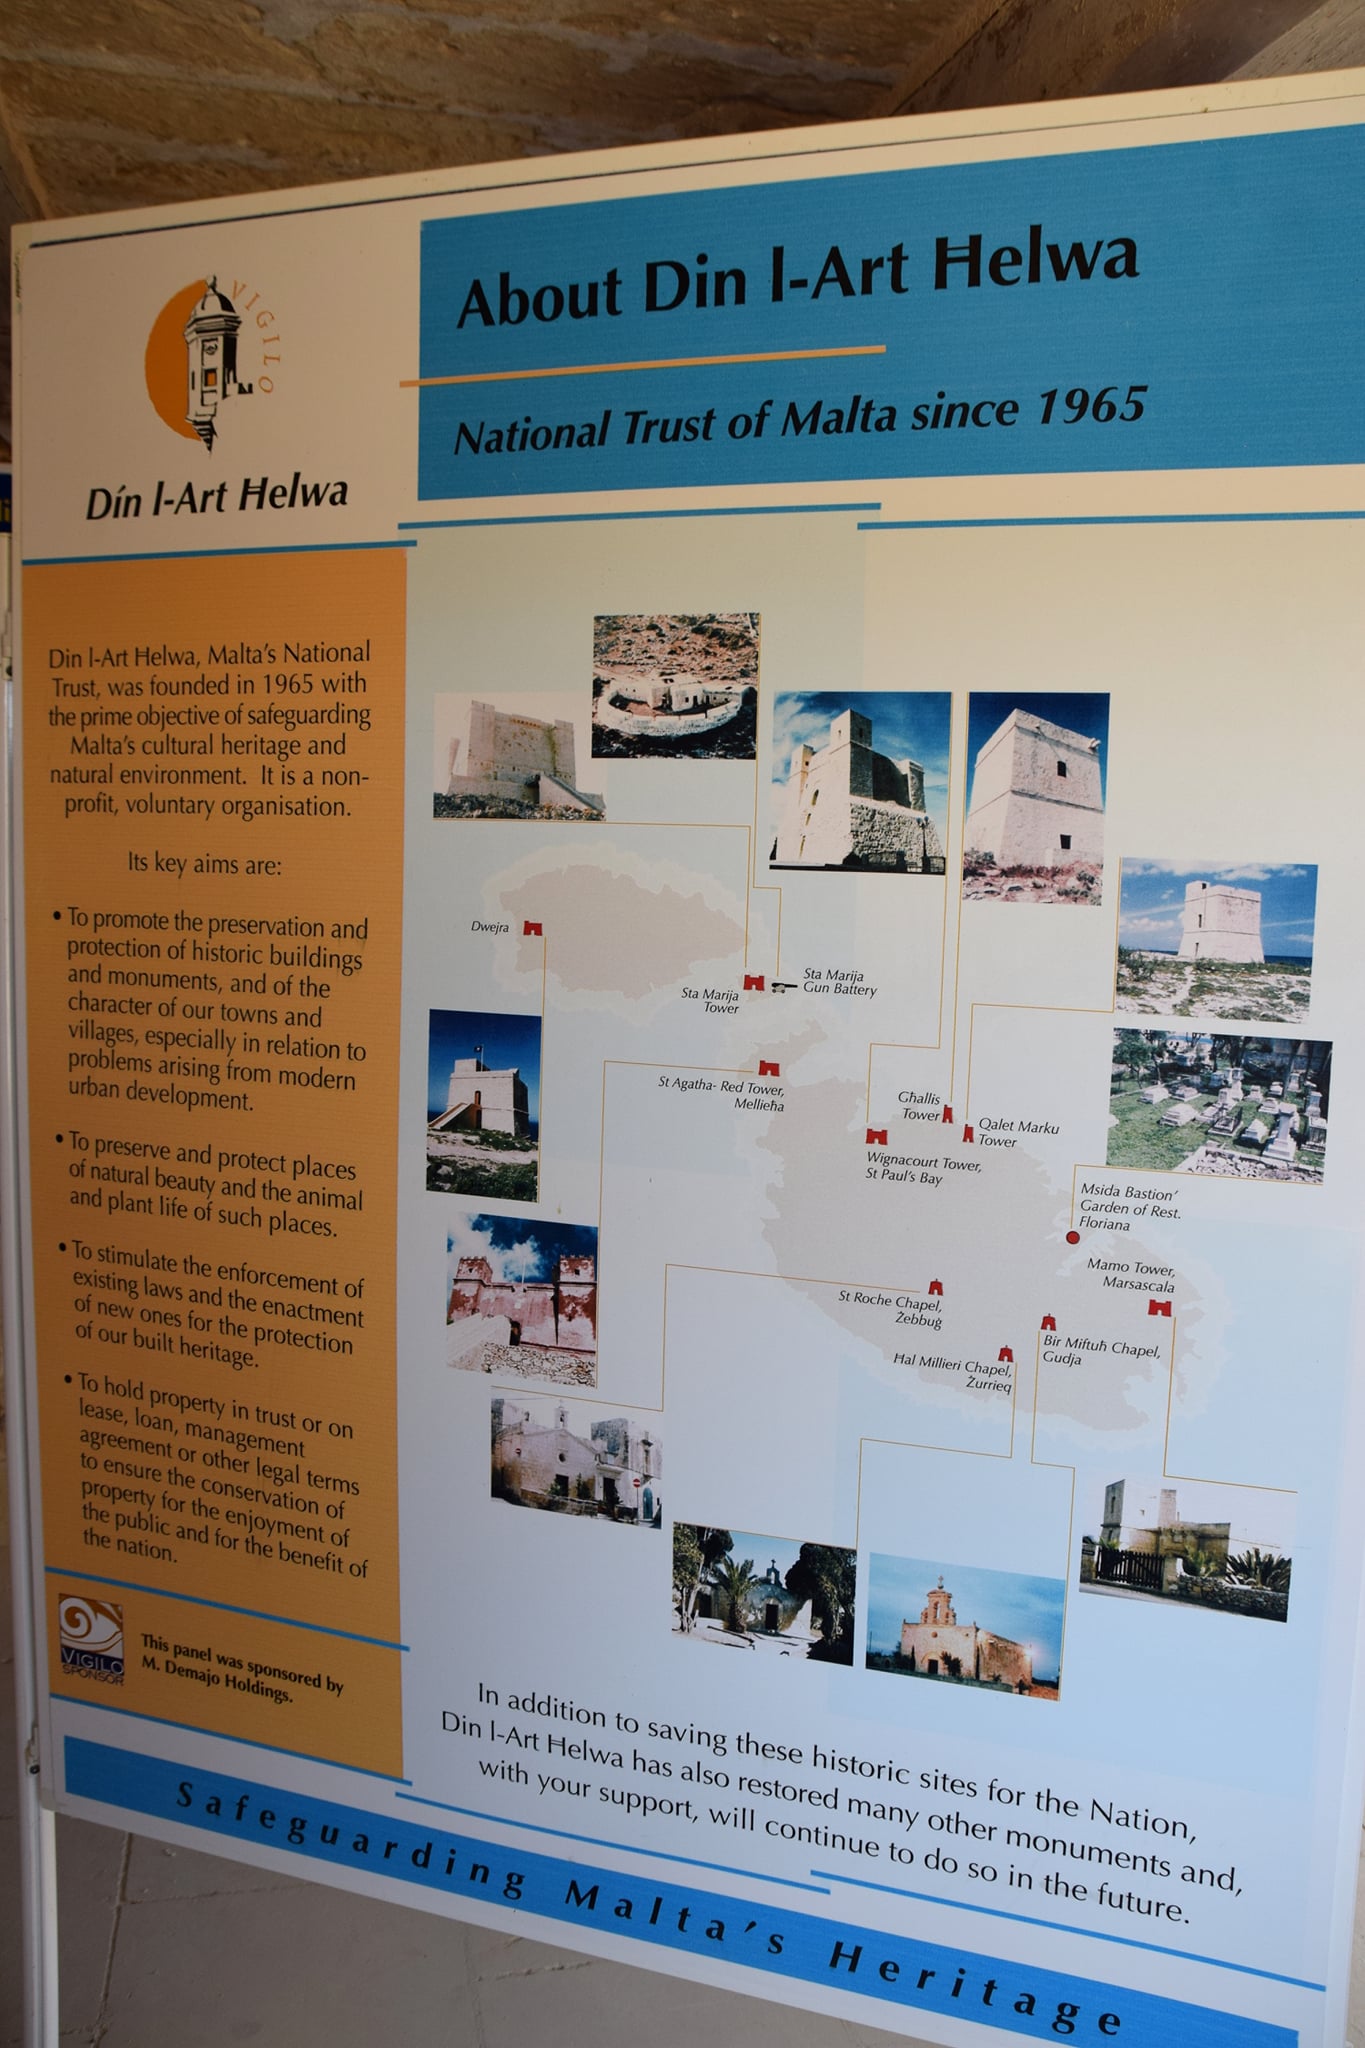 VIGILO
Dín l-Art Ħelwa
About Din l-Art Ħelwa
National Trust of Malta since 1965
Din l-Art Ħelwa, Malta's National
Trust, was founded in 1965 with
the prime objective of safeguarding
Malta's cultural heritage and
natural environment. It is a non-
profit, voluntary organisation.
Its key aims are:
• To promote the preservation and
protection of historic buildings
and monuments, and of the
character of our towns and
villages, especially in relation to
problems arising from modern
urban development.
• To preserve and protect places
of natural beauty and the animal
and plant life of such places.
• To stimulate the enforcement of
existing laws and the enactment
of new ones for the protection
of our built heritage.
• To hold property in trust or on
lease, loan, management
agreement or other legal terms
to ensure the conservation of
property for the enjoyment of
the public and for the benefit of
the nation.
VIGILO
SPONSOR
This panel was sponsored by
M. Demajo Holdings.
Dwejra
Sta Marija
Tower
Sta Marija
Gun Battery
St Agatha- Red Tower,
Mellieħa
Għallis
Tower
Qalet Marku
Tower
Wignacourt Tower,
St Paul's Bay
Msida Bastion'
Garden of Rest.
Floriana
Mamo Tower,
Marsascala
St Roche Chapel,
Żebbuġ
Bir Miftuħ Chapel,
Gudja
Ħal Millieri Chapel,
Żurrieq
In addition to saving these historic sites for the Nation,
Din l-Art Ħelwa has also restored many other monuments and,
with your support, will continue to do so in the future.
Safeguarding Malta's Heritage